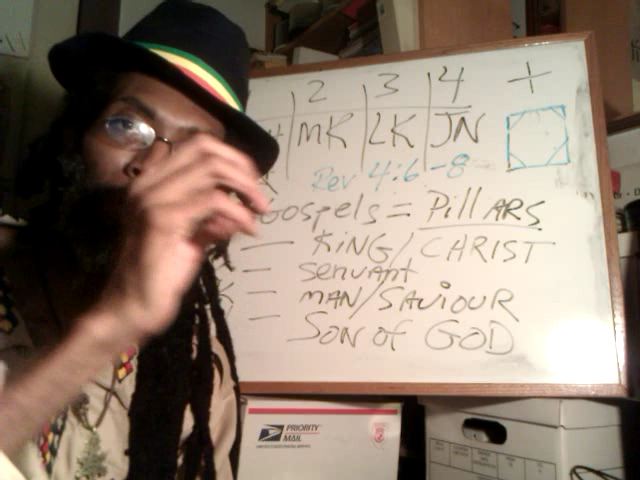 2 3 4 +
MK LK JN
Rev 4:6-8
Gospels = PillARS
— KiNG/CHRIST
— servant
— MAN/SAViOUR
— SON of GOD
PRIORITY
MAIL